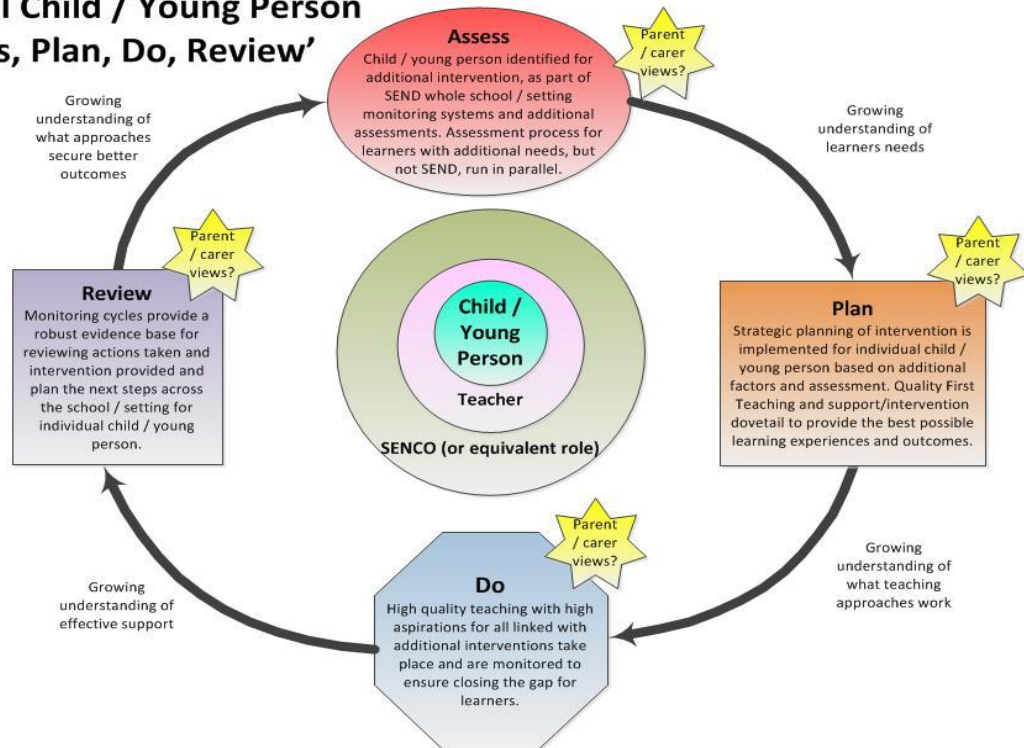 l Child / Young Person
s, Plan, Do, Review’
Assess
Child / young person identified for
additional intervention, as part of
SEND whole school / setting
monitoring systems and additional
assessments. Assessment process for
learners with additional needs, but
not SEND, run in parallel.
Parent
/ carer
views?
Growing
understanding of
learners needs
Parent
/ carer
views?
Plan
Strategic planning of intervention is
implemented for individual child /
young person based on additional
factors and assessment. Quality First
Teaching and support/intervention
dovetail to provide the best possible
learning experiences and outcomes.
Growing
understanding of
what teaching
approaches work
Parent
/ carer
views?
Do
High quality teaching with high
aspirations for all linked with
additional interventions take
place and are monitored to
ensure closing the gap for
learners.
Growing
understanding of
effective support
Parent
/ carer
views?
Review
Monitoring cycles provide a
robust evidence base for
reviewing actions taken and
intervention provided and
plan the next steps across
the school / setting for
individual child / young
person.
Growing
understanding of
what approaches
secure better
outcomes
Child /
Young
Person
Teacher
SENCO (or equivalent role)